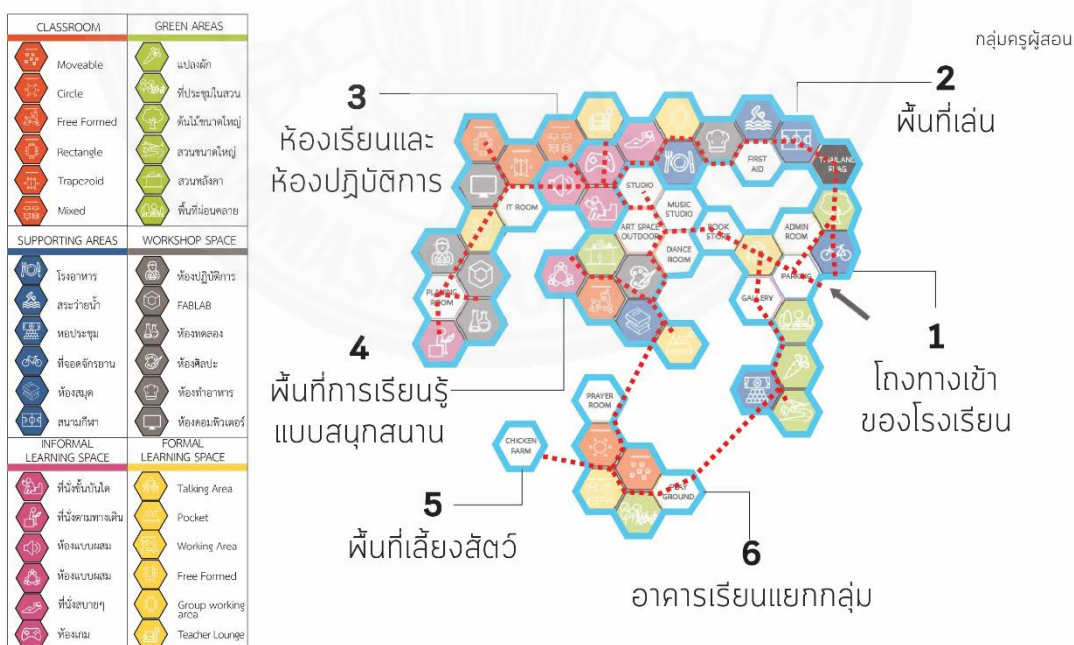 CLASSROOM
Moveable
Circle
Free Formed
Rectangle
Trapezoid
Mixed
GREEN AREAS
แปลงผัก
ที่ประชุมในสวน
ต้นไม้ขนาดใหญ่
สวนขนาดใหญ่
สวนหลังคา
พื้นที่ผ่อนคลาย
SUPPORTING AREAS
โรงอาหาร
สระว่ายน้ำ
หอประชุม
ที่จอดจักรยาน
ห้องสมุด
สนามกีฬา
WORKSHOP SPACE
ห้องปฏิบัติการ
FABLAB
ห้องทดลอง
ห้องศิลปะ
ห้องทำอาหาร
ห้องคอมพิวเตอร์
INFORMAL
LEARNING SPACE
ที่นั่งขั้นบันได
ที่นั่งตามทางเดิน
ห้องแบบผสม
ห้องแบบผสม
ที่นั่งสบายๆ
ห้องเกม
FORMAL
LEARNING SPACE
Talking Area
Pocket
Working Area
Free Formed
Group working
area
Teacher Lounge
กลุ่มครูผู้สอน
3
ห้องเรียนและ
ห้องปฏิบัติการ
2
พื้นที่เล่น
FIRST
AID
THAILAND
FLAG
IT ROOM
STUDIO
MUSIC
STUDIO
ART SPACE
OUTDOOR
DANCE
ROOM
BOOK
STORE
ADMIN
ROOM
PARKING
GALLERY
PLANING
ROOM
4
พื้นที่การเรียนรู้
แบบสนุกสนาน
1
โถงทางเข้า
ของโรงเรียน
PRAYER
ROOM
CHICKEN
FARM
PLAY
GROUND
5
พื้นที่เลี้ยงสัตว์
6
อาคารเรียนแยกกลุ่ม